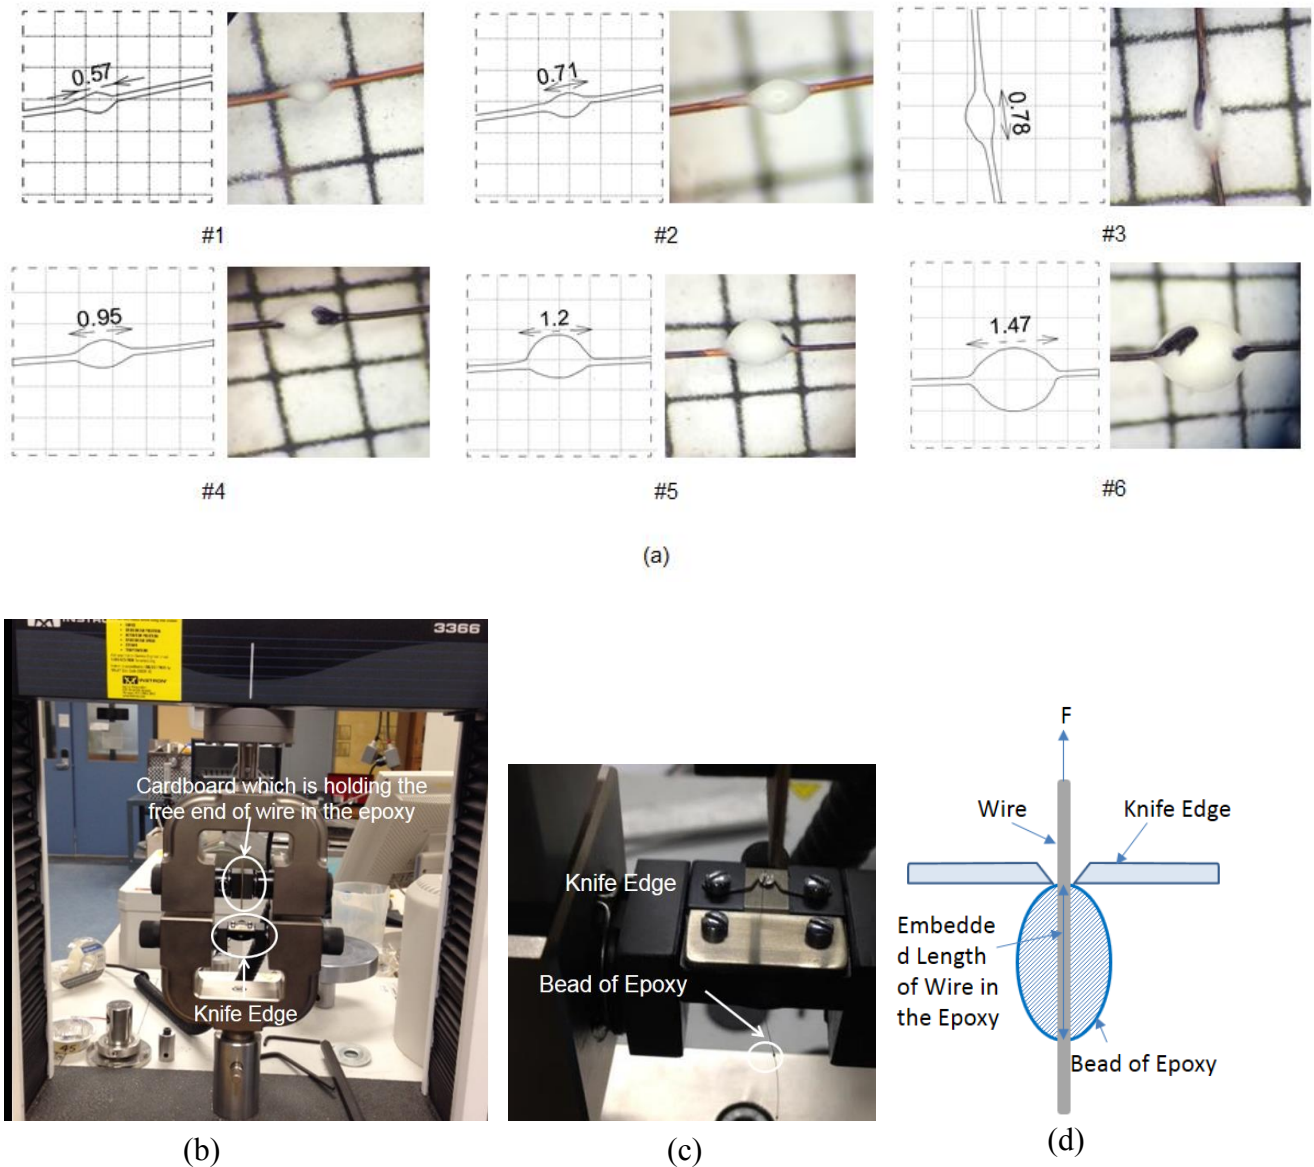 0.57
0.71
0.78
#1
#2
#3
0.95
1.2
1.47
#4
#5
#6
(a)
3366
INSTRON
Cardboard which is holding the
free end of wire in the epoxy
Knife Edge
Knife Edge
Bead of Epoxy
F
Wire
Knife Edge
Embedde
d Length
of Wire in
the Epoxy
Bead of Epoxy
(b)
(c)
(d)